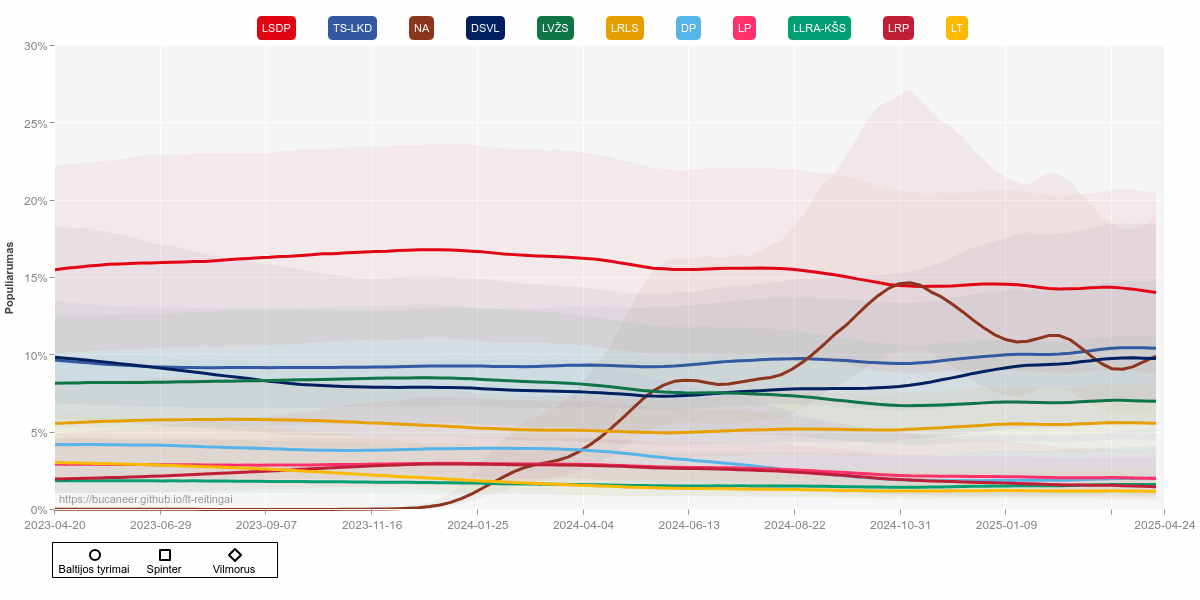 LSDP TS-LKD NA DSVL LVŽS LRLS DP LP LLRA-KŠS LRP LT
30%
25%
20%
15%
10%
5%
0%
Populiarumas
https://bucaneer.github.io/lt-reitingai
2023-04-20 2023-06-29 2023-09-07 2023-11-16 2024-01-25 2024-04-04 2024-06-13 2024-08-22 2024-10-31 2025-01-09 2025-04-24
Baltijos tyrimai Spinter Vilmorus